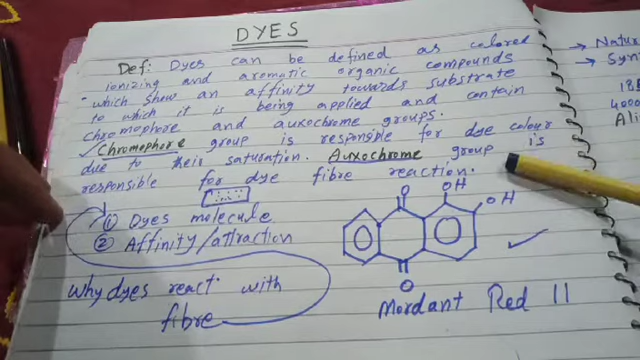 DYES
Def: Dyes can be defined as colored
ionizing and aromatic organic compounds
which show an affinity towards substrate
to which it is being applied and contain
chromophore and auxochrome groups.
Chromophore group is responsible for dye colour
due to their saturation. Auxochrome group is
responsible for dye fibre reaction.
① Dyes molecule
② Affinity/attraction
why dyes react with
fibre
O
OH
OH
O
Mordant Red 11
→ Natur
→ Syn
185
4000
Ali